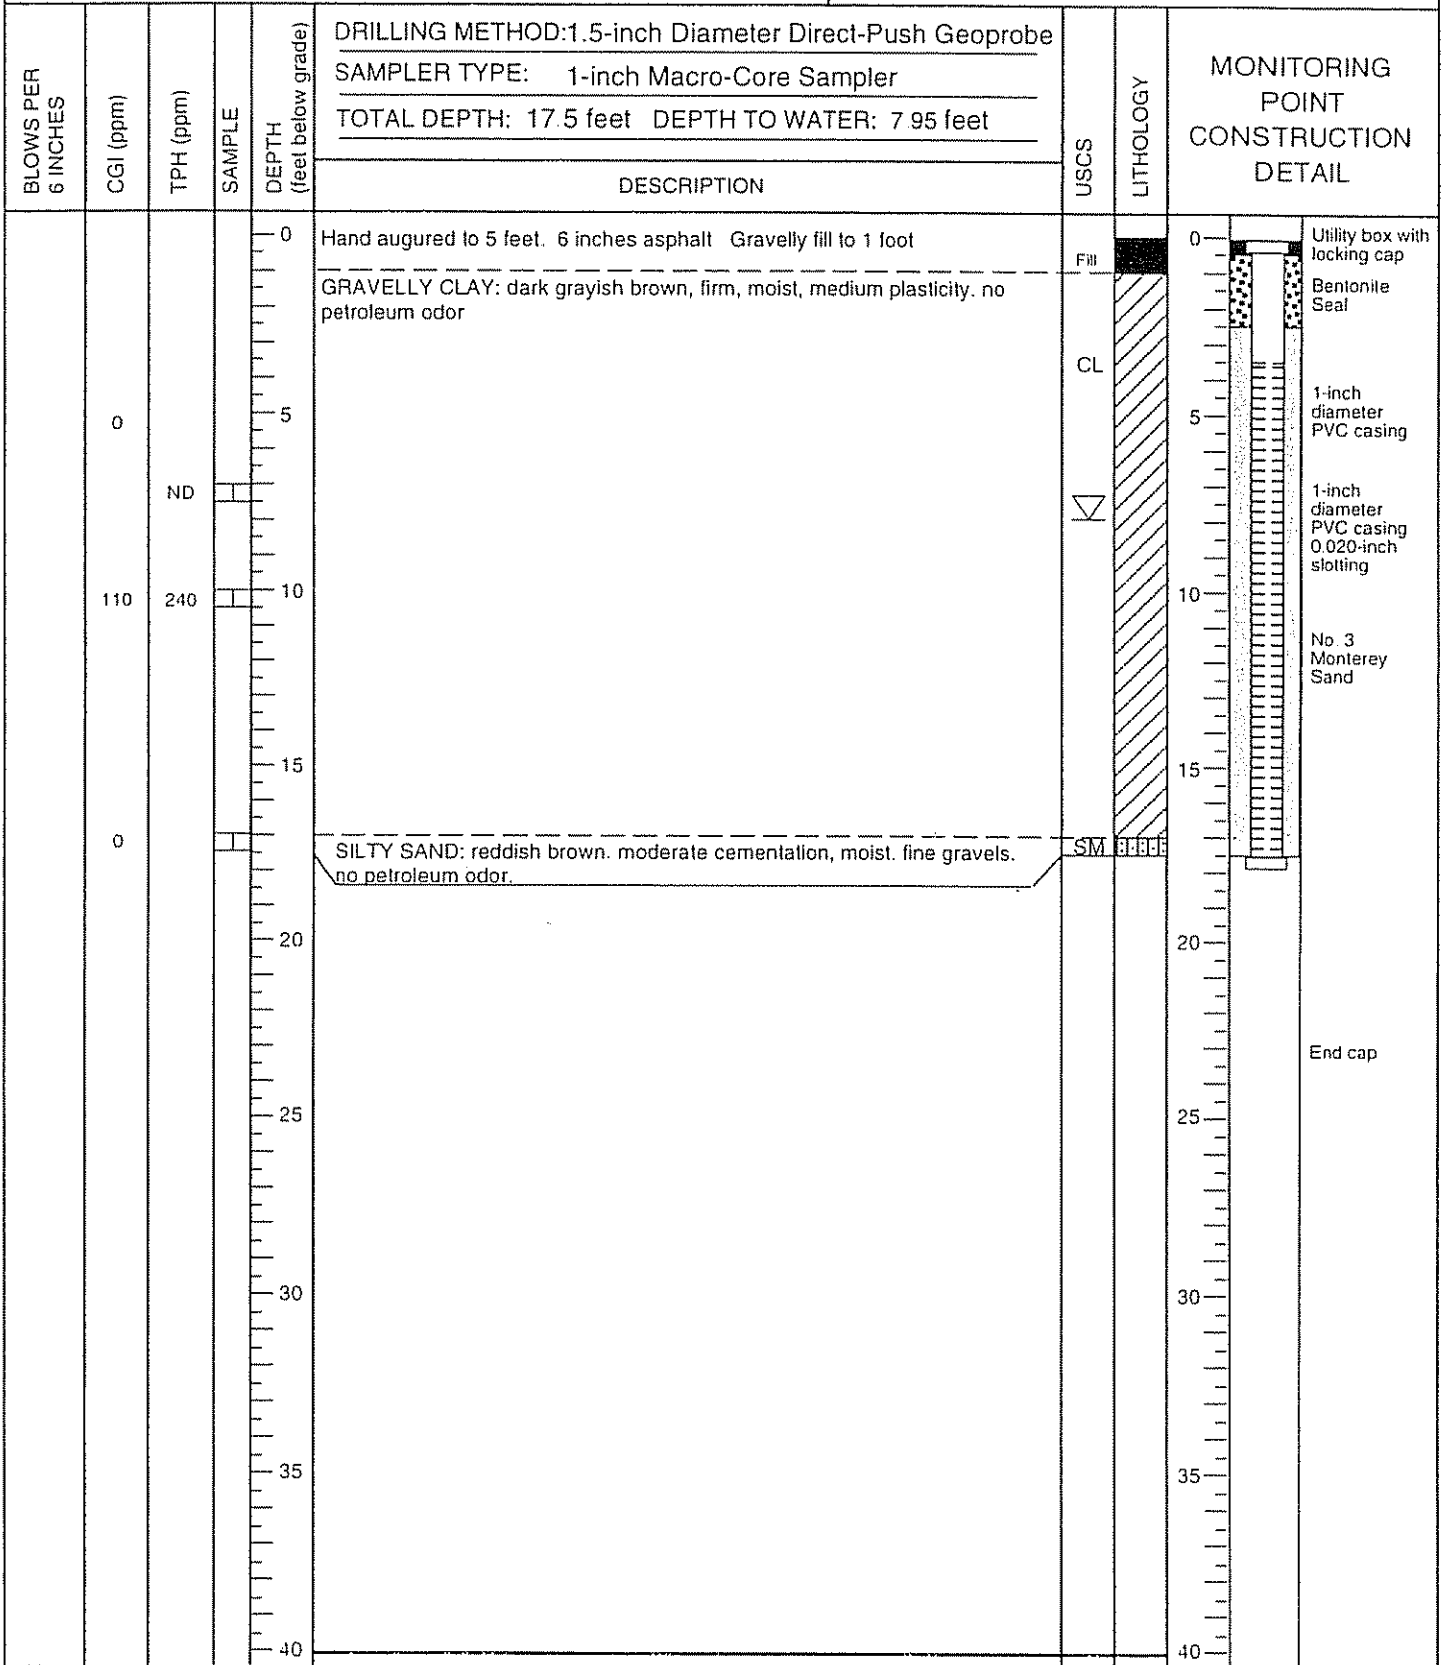 DRILLING METHOD:1.5-inch Diameter Direct-Push Geoprobe
SAMPLER TYPE: 1-inch Macro-Core Sampler
TOTAL DEPTH: 17.5 feet DEPTH TO WATER: 7.95 feet
BLOWS PER
6 INCHES
CGI (ppm)
TPH (ppm)
SAMPLE
DEPTH
(feet below grade)
DESCRIPTION
USCS
LITHOLOGY
MONITORING
POINT
CONSTRUCTION
DETAIL
0
Hand augured to 5 feet. 6 inches asphalt Gravelly fill to 1 foot
Fill
0
Utility box with
locking cap
GRAVELLY CLAY: dark grayish brown, firm, moist, medium plasticity. no
petroleum odor
Bentonite
Seal
CL
0
5
5
1-inch
diameter
PVC casing
ND
1-inch
diameter
PVC casing
0.020-inch
slotting
110
240
10
10
No. 3
Monterey
Sand
15
15
0
SILTY SAND: reddish brown. moderate cementation, moist. fine gravels.
no petroleum odor.
SM
20
20
End cap
25
25
30
30
35
35
40
40